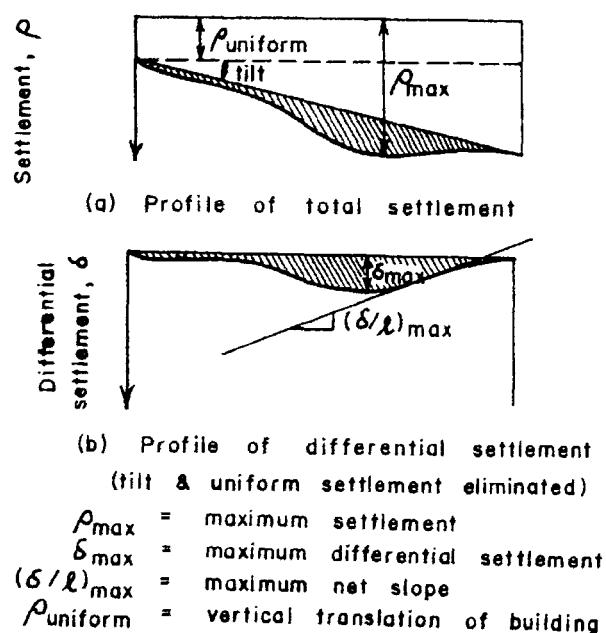 Settlement, ρ
ρuniform
tilt
ρmax
(a) Profile of total settlement
Differential
settlement, δ
δmax
(δ/ℓ)max
(b) Profile of differential settlement
(tilt & uniform settlement eliminated)
ρmax = maximum settlement
δmax = maximum differential settlement
(δ/ℓ)max = maximum net slope
ρuniform = vertical translation of building